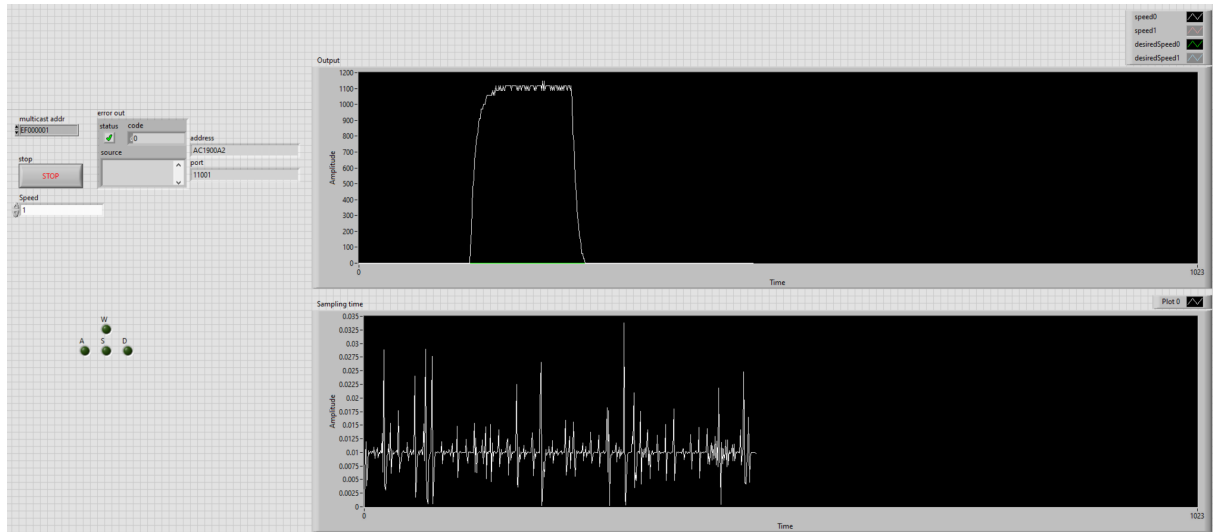 speed0
speed1
desiredSpeed0
desiredSpeed1
Output
1200
1100
1000
900
800
700
600
500
400
300
200
100
0
Amplitude
0
1023
Time
multicast addr
EF000001
error out
status code
0
source
address
AC1900A2
port
11001
stop
STOP
Speed
1
W
A S D
Sampling time
Plot 0
0.035
0.0325
0.03
0.0275
0.025
0.0225
0.02
0.0175
0.015
0.0125
0.01
0.0075
0.005
0.0025
0
Amplitude
0
1023
Time